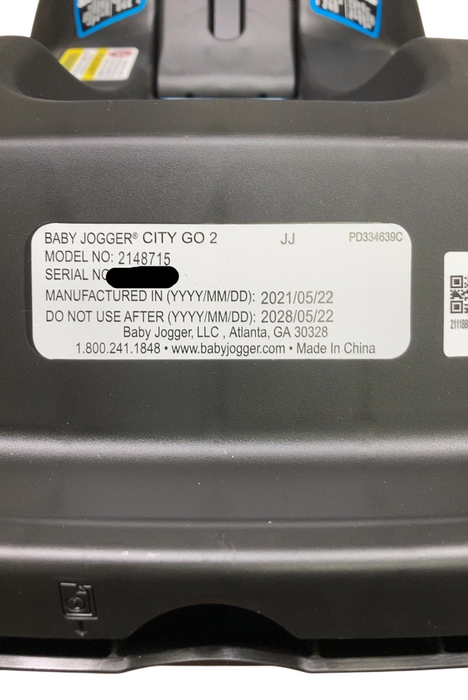 BABY JOGGER® CITY GO 2 JJ PD334639C
MODEL NO: 2148715
SERIAL NO
MANUFACTURED IN (YYYY/MM/DD): 2021/05/22
DO NOT USE AFTER (YYYY/MM/DD): 2028/05/22
Baby Jogger, LLC , Atlanta, GA 30328
1.800.241.1848 • www.babyjogger.com • Made In China